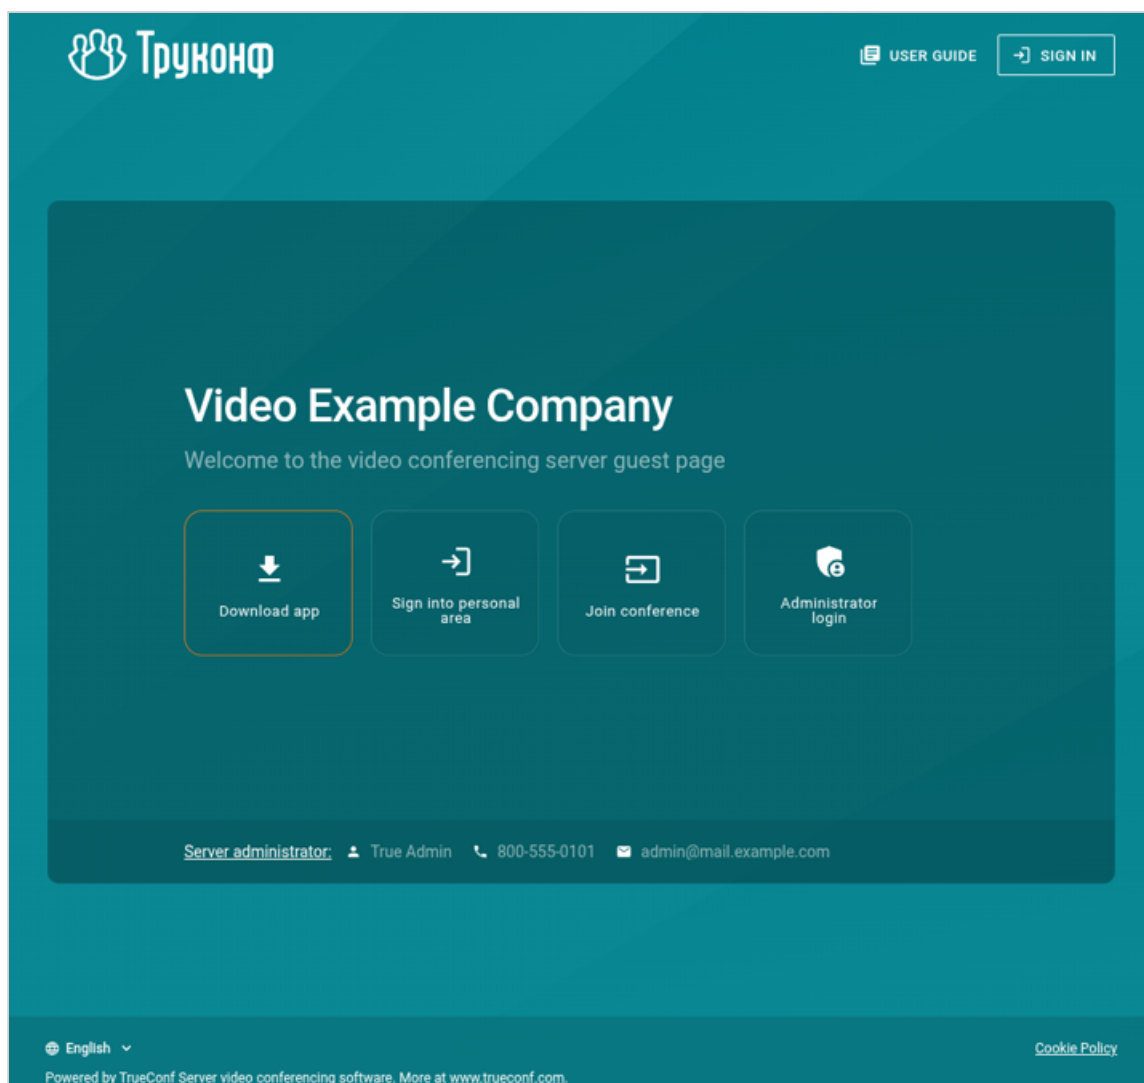 Труконф
USER GUIDE
SIGN IN
Video Example Company
Welcome to the video conferencing server guest page
Download app
Sign into personal
area
Join conference
Administrator
login
Server administrator: True Admin 800-555-0101 admin@mail.example.com
English
Cookie Policy
Powered by TrueConf Server video conferencing software. More at www.trueconf.com.